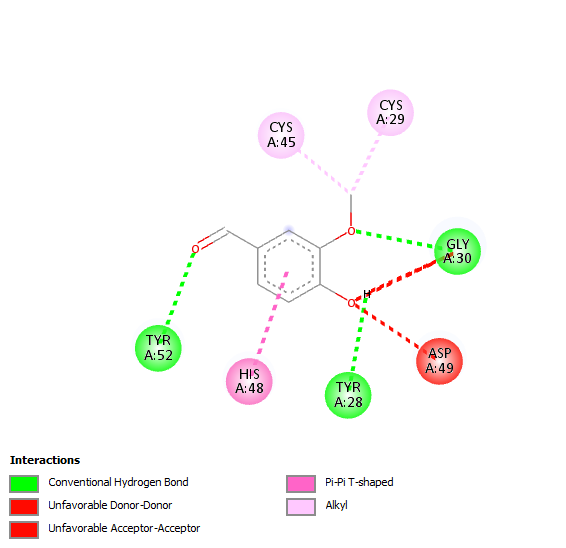 CYS
A:29
CYS
A:45
O
O
GLY
A:30
H
O
TYR
A:52
ASP
A:49
HIS
A:48
TYR
A:28
Interactions
Conventional Hydrogen Bond
Unfavorable Donor-Donor
Unfavorable Acceptor-Acceptor
Pi-Pi T-shaped
Alkyl